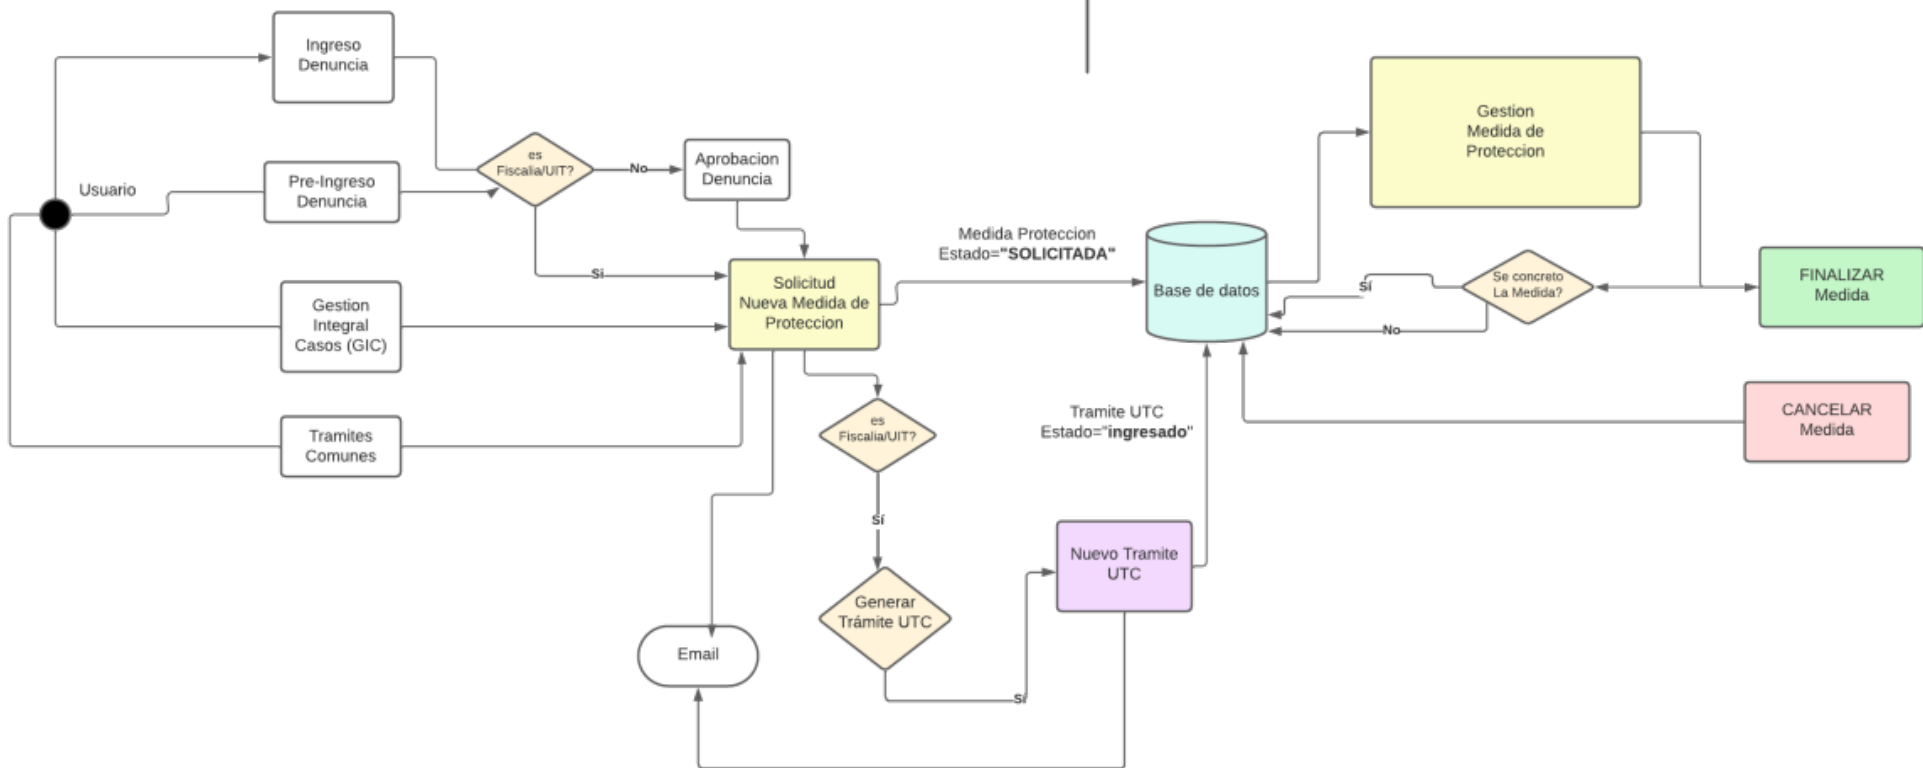 Ingreso
Denuncia
Usuario
Pre-Ingreso
Denuncia
es
Fiscalia/UIT?
No
Aprobacion
Denuncia
Si
Gestion
Integral
Casos (GIC)
Tramites
Comunes
Solicitud
Nueva Medida de
Proteccion
Medida Proteccion
Estado="SOLICITADA"
Base de datos
Gestion
Medida de
Proteccion
Se concreto
La Medida?
Sí
No
FINALIZAR
Medida
CANCELAR
Medida
es
Fiscalia/UIT?
Sí
Generar
Trámite UTC
Sí
Tramite UTC
Estado="ingresado"
Nuevo Tramite
UTC
Email